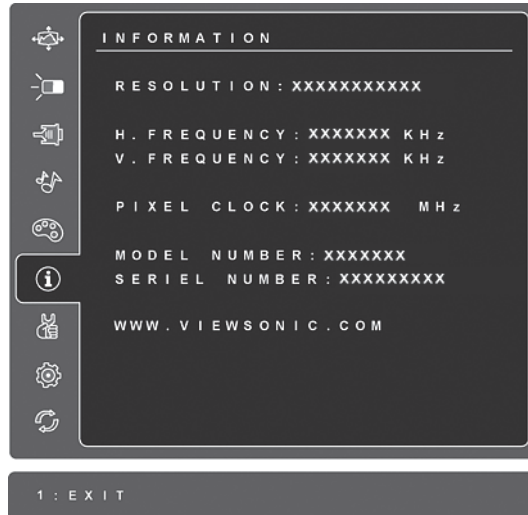 INFORMATION
RESOLUTION: XXXXXXXXXXX
H. FREQUENCY: XXXXXXX KHz
V. FREQUENCY: XXXXXXX KHz
PIXEL CLOCK: XXXXXXX MHz
MODEL NUMBER: XXXXXXX
SERIEL NUMBER: XXXXXXXXX
WWW.VIEWSONIC.COM
1:EXIT